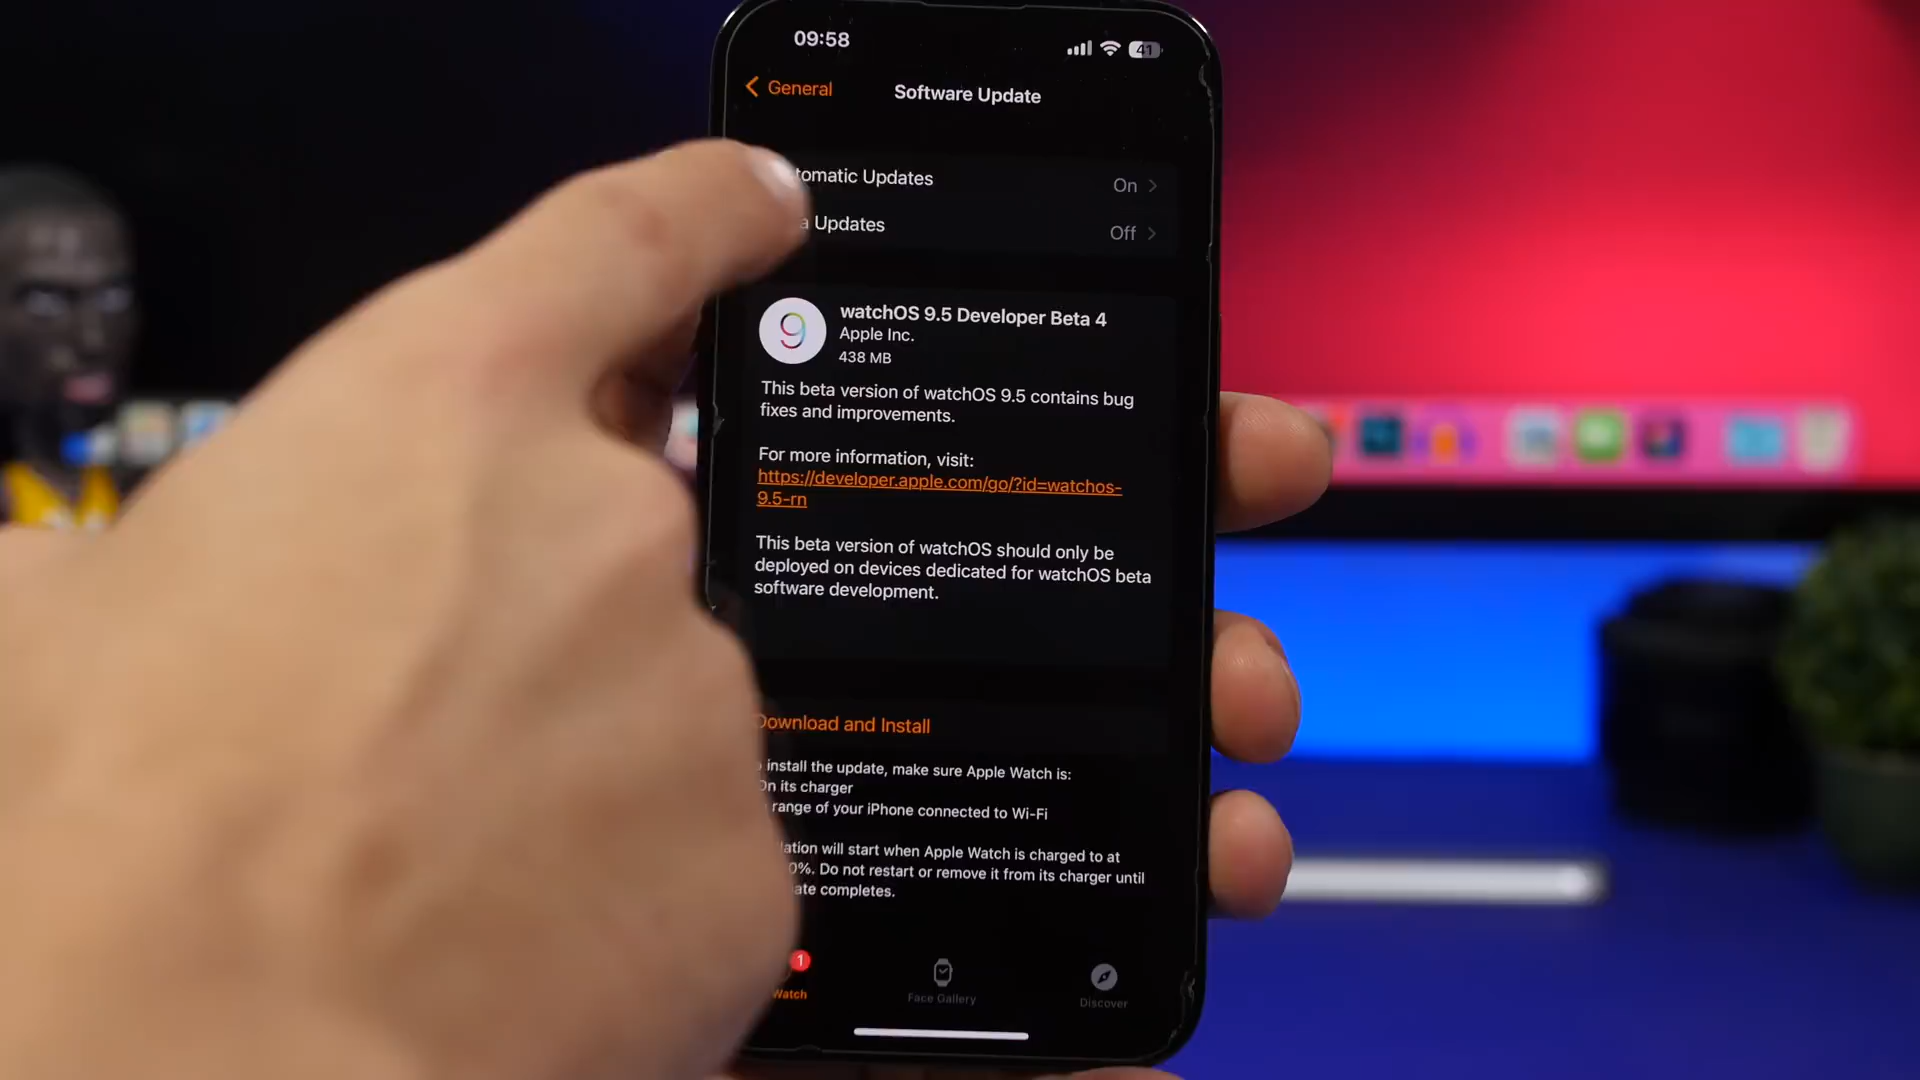 09:58
41
General
Software Update
tomatic Updates
On
a Updates
Off
9
watchOS 9.5 Developer Beta 4
Apple Inc.
438 MB
This beta version of watchOS 9.5 contains bug
fixes and improvements.
For more information, visit:
https://developer.apple.com/go/?id=watchos-
9.5-rn
This beta version of watchOS should only be
deployed on devices dedicated for watchOS beta
software development.
Download and Install
install the update, make sure Apple Watch is:
On its charger
range of your iPhone connected to Wi-Fi
lation will start when Apple Watch is charged to at
0%. Do not restart or remove it from its charger until
ate completes.
1
Watch
Face Gallery
Discover